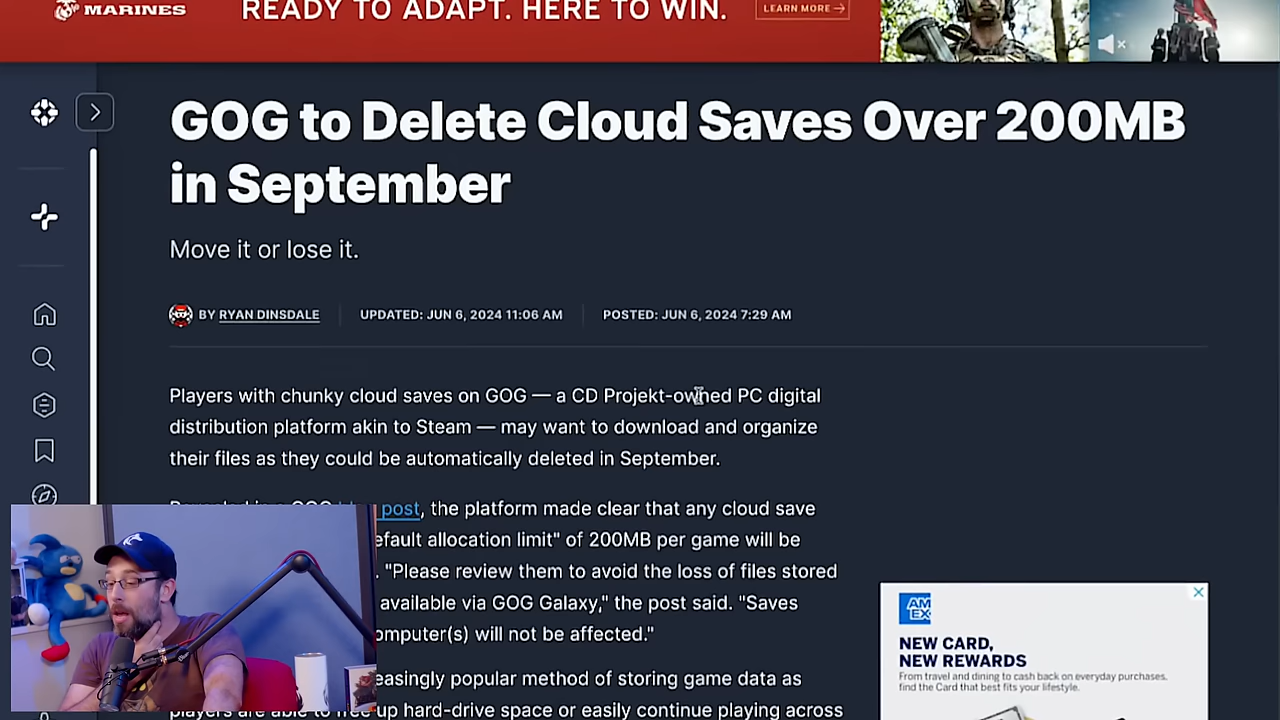 MARINES
READY TO ADAPT. HERE TO WIN.
LEARN MORE →
GOG to Delete Cloud Saves Over 200MB
in September
Move it or lose it.
BY RYAN DINSDALE
UPDATED: JUN 6, 2024 11:06 AM
POSTED: JUN 6, 2024 7:29 AM
Players with chunky cloud saves on GOG — a CD Projekt-owned PC digital
distribution platform akin to Steam — may want to download and organize
their files as they could be automatically deleted in September.
post, the platform made clear that any cloud save
efault allocation limit" of 200MB per game will be
. "Please review them to avoid the loss of files stored
available via GOG Galaxy," the post said. "Saves
omputer(s) will not be affected."
easingly popular method of storing game data as
players are able to free up hard-drive space or easily continue playing across
AM
EX
NEW CARD,
NEW REWARDS
From travel and dining to cash back on everyday purchases,
find the Card that best fits your lifestyle.